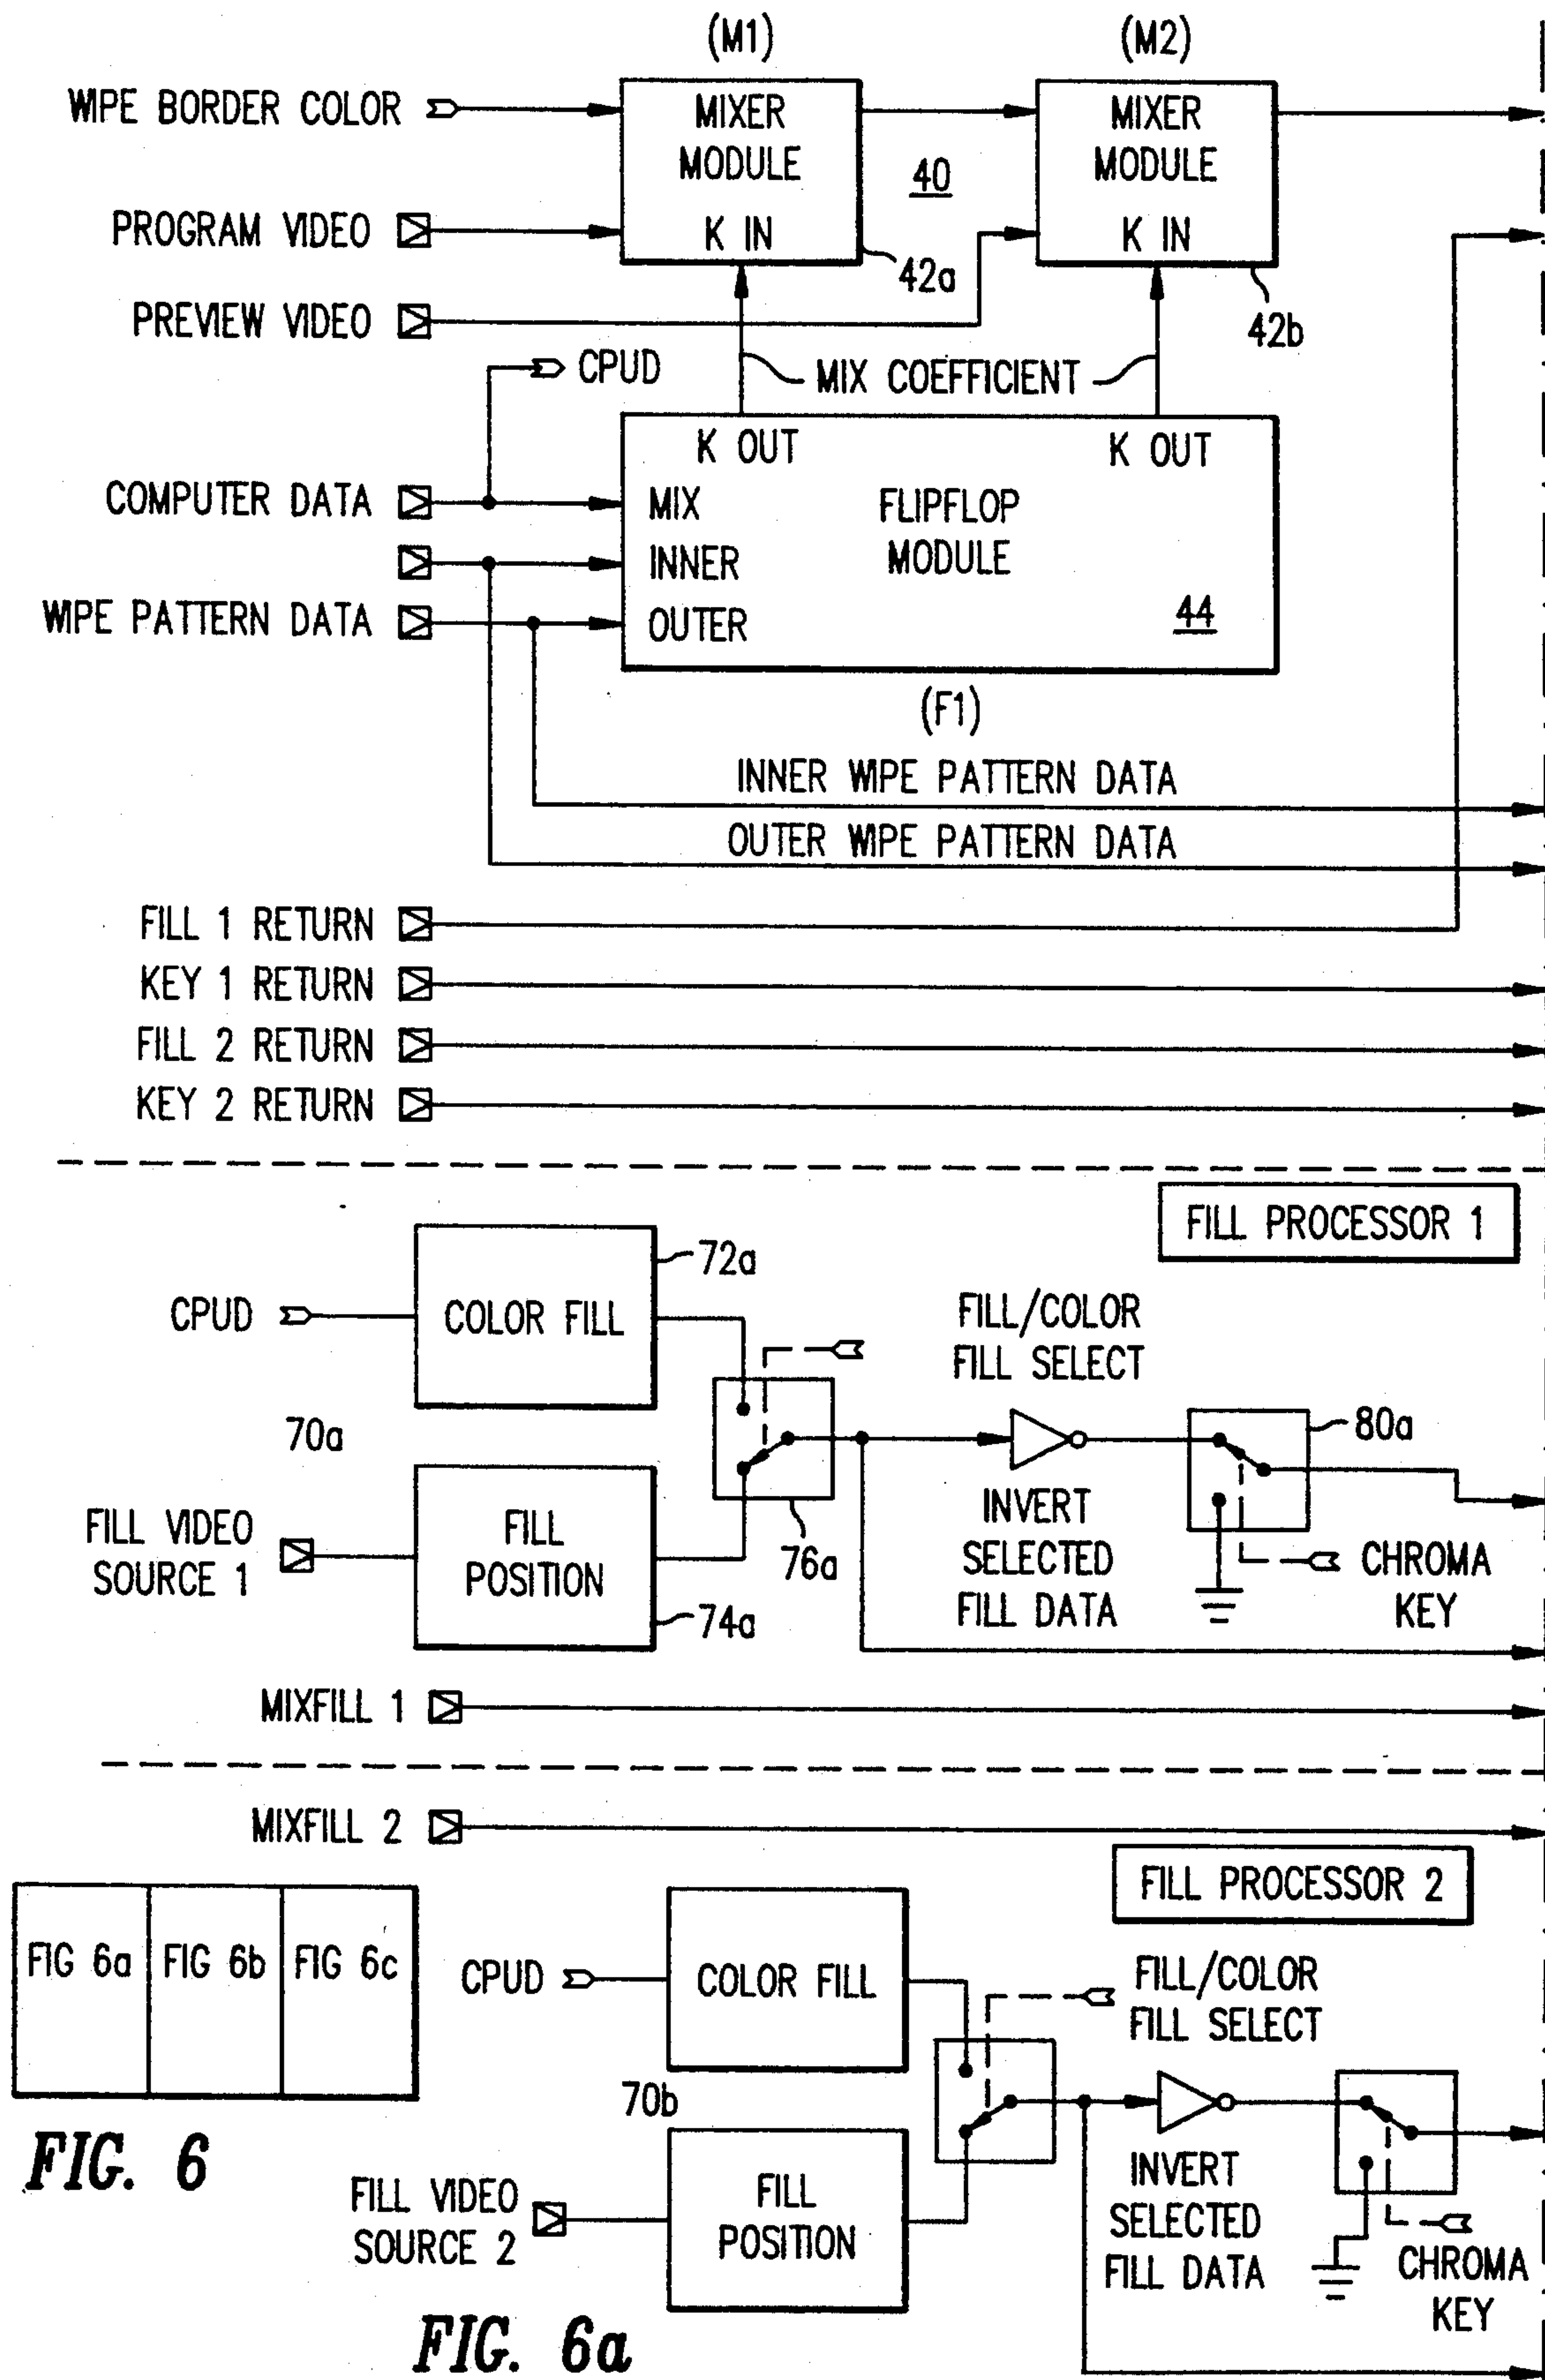 (M1)
(M2)
WIPE BORDER COLOR
MIXER
MODULE
K IN
40
MIXER
MODULE
K IN
PROGRAM VIDEO
42a
42b
PREVIEW VIDEO
CPUD
MIX COEFFICIENT
K OUT
K OUT
COMPUTER DATA
MIX
FLIPFLOP
MODULE
INNER
WIPE PATTERN DATA
OUTER
44
(F1)
INNER WIPE PATTERN DATA
OUTER WIPE PATTERN DATA
FILL 1 RETURN
KEY 1 RETURN
FILL 2 RETURN
KEY 2 RETURN
FILL PROCESSOR 1
72a
CPUD
COLOR FILL
FILL/COLOR
FILL SELECT
70a
80a
FILL VIDEO
SOURCE 1
FILL
POSITION
76a
74a
INVERT
SELECTED
FILL DATA
CHROMA
KEY
MIXFILL 1
MIXFILL 2
FILL PROCESSOR 2
FIG 6a
FIG 6b
FIG 6c
CPUD
COLOR FILL
FILL/COLOR
FILL SELECT
70b
FIG. 6
FILL VIDEO
SOURCE 2
FILL
POSITION
INVERT
SELECTED
FILL DATA
CHROMA
KEY
FIG. 6a